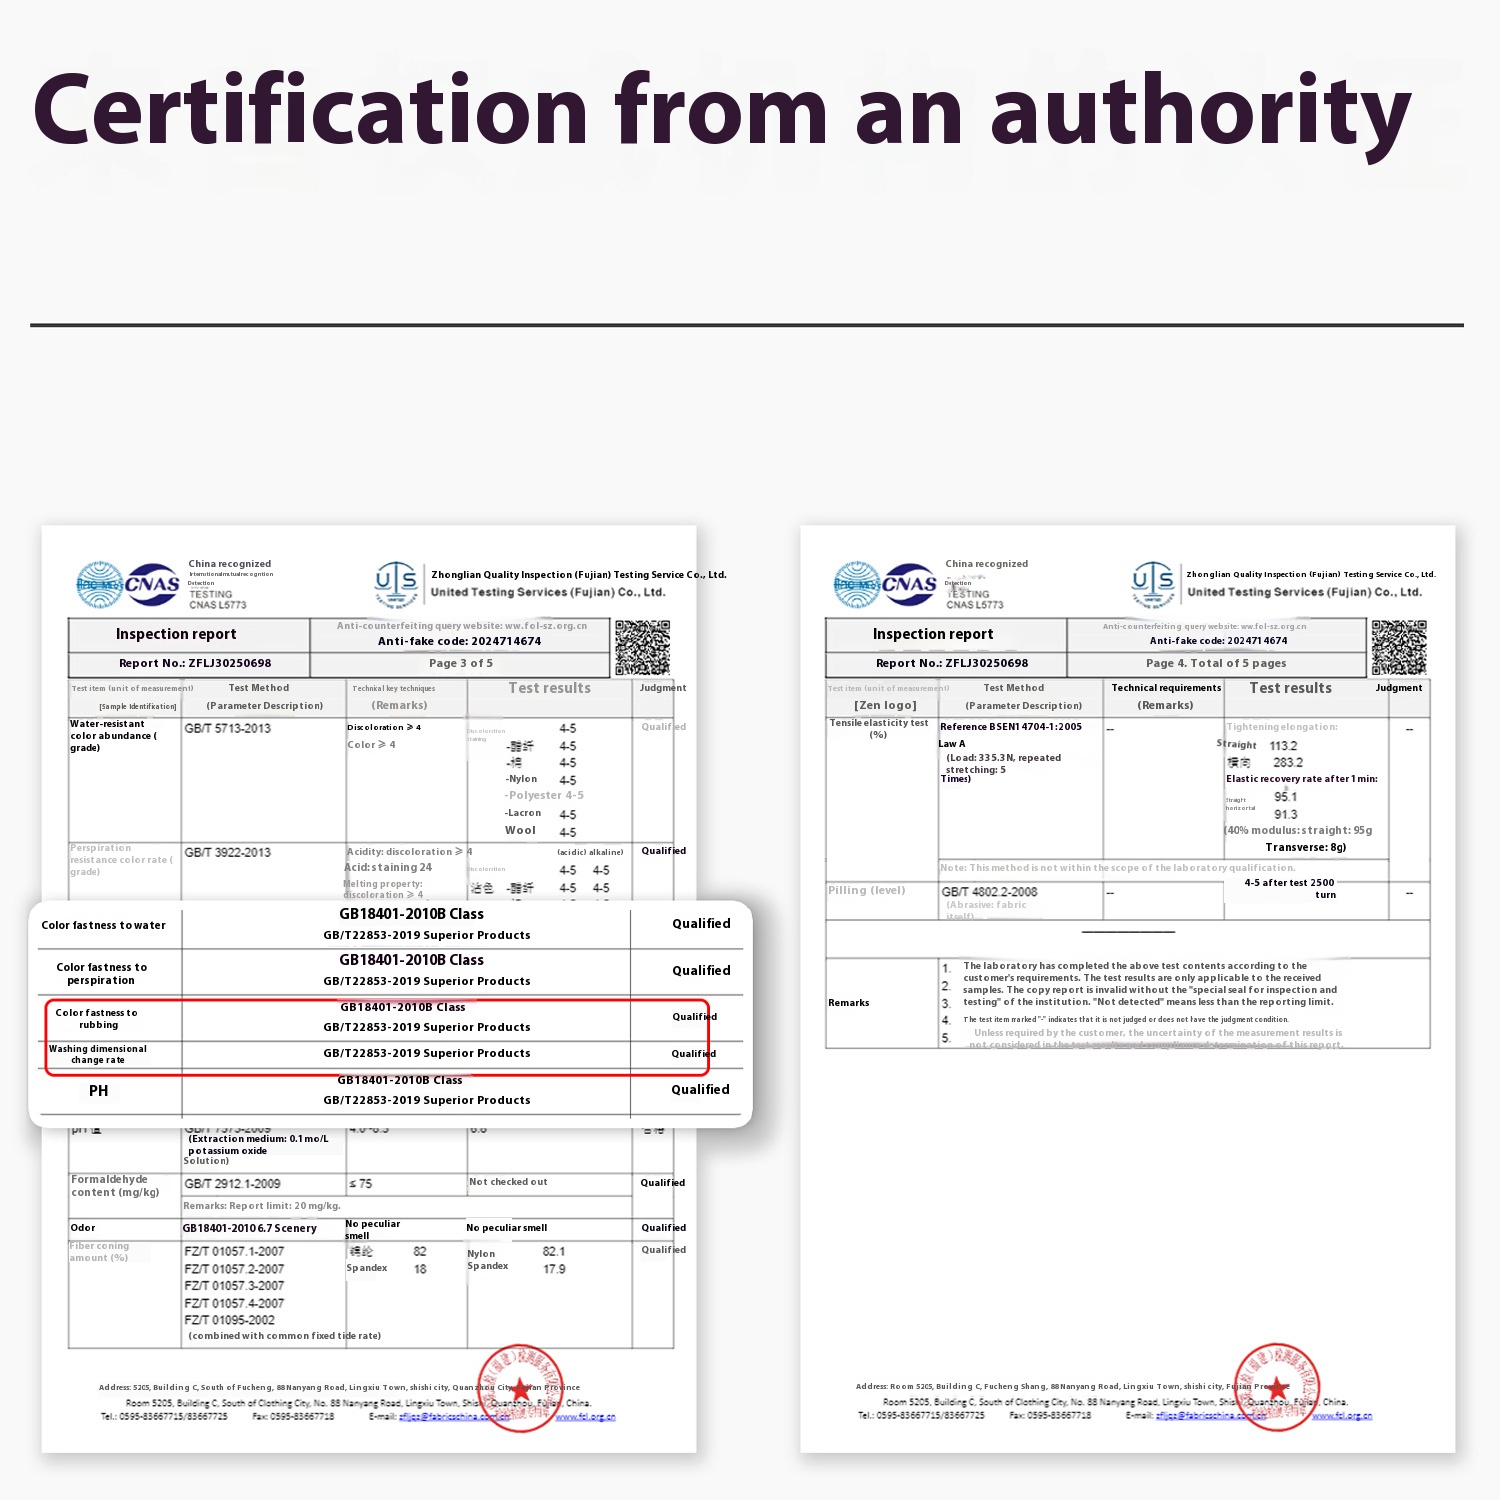 Certification from an authority
CNAS
China recognized
International mutual recognition
Detection
TESTING
CNAS L5773
UTS
Zhonglian Quality Inspection (Fujian) Testing Service Co., Ltd.
United Testing Services (Fujian) Co., Ltd.
Inspection report
Anti-counterfeiting query website: ww.fol-sz.org.cn
Anti-fake code: 2024714674
Report No.: ZFLJ30250698
Page 3 of 5
Test item (unit of measurement)
[Sample Identification]
Test Method
(Parameter Description)
Technical key techniques
(Remarks)
Test results
Judgment
Water-resistant
color abundance (
grade)
GB/T 5713-2013
Discoloration ≥ 4
Color ≥ 4
Discoloration
staining
4-5
-醋纤 4-5
-棉 4-5
-Nylon 4-5
-Polyester 4-5
-Lacron 4-5
Wool 4-5
Qualified
Perspiration
resistance color rate (
grade)
GB/T 3922-2013
Acidity: discoloration ≥ 4
Acid: staining 24
Melting property:
discoloration ≥ 4
(acidic) alkaline)
Discoloration 4-5 4-5
沾色 -醋纤 4-5 4-5
Qualified
Color fastness to water
GB18401-2010B Class
GB/T22853-2019 Superior Products
Qualified
Color fastness to
perspiration
GB18401-2010B Class
GB/T22853-2019 Superior Products
Qualified
Color fastness to
rubbing
GB18401-2010B Class
GB/T22853-2019 Superior Products
Qualified
Washing dimensional
change rate
GB/T22853-2019 Superior Products
Qualified
PH
GB18401-2010B Class
GB/T22853-2019 Superior Products
Qualified
pH 值
GB/T 7573-2009
(Extraction medium: 0.1 mo/L
potassium oxide
Solution)
4.0~8.5
6.6
合格
Formaldehyde
content (mg/kg)
GB/T 2912.1-2009
≤ 75
Not checked out
Qualified
Remarks: Report limit: 20 mg/kg.
Odor
GB18401-2010 6.7 Scenery
No peculiar
smell
No peculiar smell
Qualified
Fiber coning
amount (%)
FZ/T 01057.1-2007
FZ/T 01057.2-2007
FZ/T 01057.3-2007
FZ/T 01057.4-2007
FZ/T 01095-2002
(combined with common fixed tide rate)
锦纶 82
Spandex 18
Nylon 82.1
Spandex 17.9
Qualified
Address: 5205, Building C, South of Fucheng, 88 Nanyang Road, Lingxiu Town, shishi city, Quanzhou City, Fujian Province
Room 5205, Building C, South of Clothing City, No. 88 Nanyang Road, Lingxiu Town, Shishi, Quanzhou, Fujian, China.
Tel.: 0595-83667715/83667725 Fax: 0595-83667718 E-mail: zfljqz@fabricschina.com.cn www.fcl.org.cn
CNAS
China recognized
Detection
TESTING
CNAS L5773
UTS
Zhonglian Quality Inspection (Fujian) Testing Service Co., Ltd.
United Testing Services (Fujian) Co., Ltd.
Inspection report
Anti-counterfeiting query website: ww.fol-sz.org.cn
Anti-fake code: 2024714674
Report No.: ZFLJ30250698
Page 4. Total of 5 pages
Test item (unit of measurement)
[Zen logo]
Test Method
(Parameter Description)
Technical requirements
(Remarks)
Test results
Judgment
Tensile elasticity test
(%)
Reference BSEN14704-1:2005
Law A
(Load: 335.3N, repeated
stretching: 5
Times)
--
Tightening elongation:
Straight 113.2
横向 283.2
Elastic recovery rate after 1 min:
Straight 95.1
horizontal 91.3
(40% modulus: straight: 95g
Transverse: 8g)
--
Note: This method is not within the scope of the laboratory qualification.
Pilling (level)
GB/T 4802.2-2008
(Abrasive: fabric
itself)
--
4-5 after test 2500
turn
--
Remarks
1. The laboratory has completed the above test contents according to the
customer's requirements. The test results are only applicable to the received
2. samples. The copy report is invalid without the "special seal for inspection and
3. testing" of the institution. "Not detected" means less than the reporting limit.
4. The test item marked "-" indicates that it is not judged or does not have the judgment condition.
5. Unless required by the customer, the uncertainty of the measurement results is
not considered in the test determination of this report.
Address: Room 5205, Building C, Fucheng Shang, 88 Nanyang Road, Lingxiu Town, shishi city, Fujian Province
Room 5205, Building C, South of Clothing City, No. 88 Nanyang Road, Lingxiu Town, Shishi, Quanzhou, Fujian, China.
Tel.: 0595-83667715/83667725 Fax: 0595-83667718 E-mail: zfljqz@fabricschina.com.cn www.fcl.org.cn